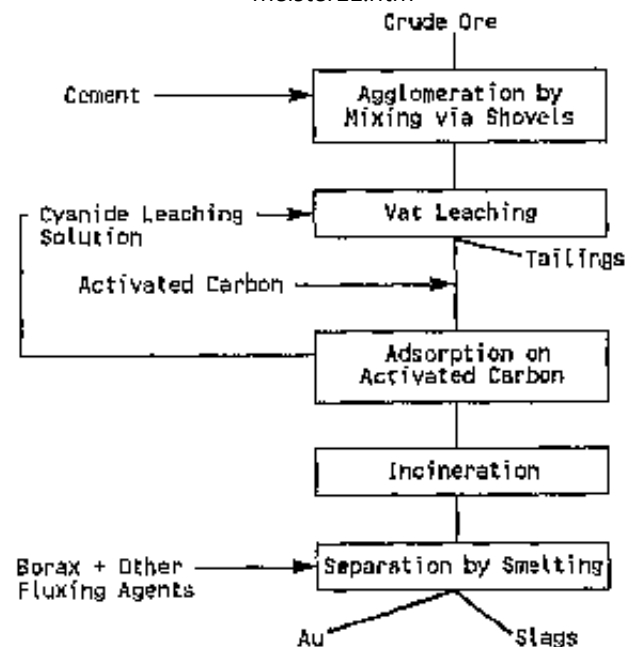 Crude Ore
Cement
Agglomeration by
Mixing via Shovels
Cyanide Leaching
Solution
Vat Leaching
Tailings
Activated Carbon
Adsorption on
Activated Carbon
Incineration
Borax + Other
Fluxing Agents
Separation by Smelting
Au
Slags